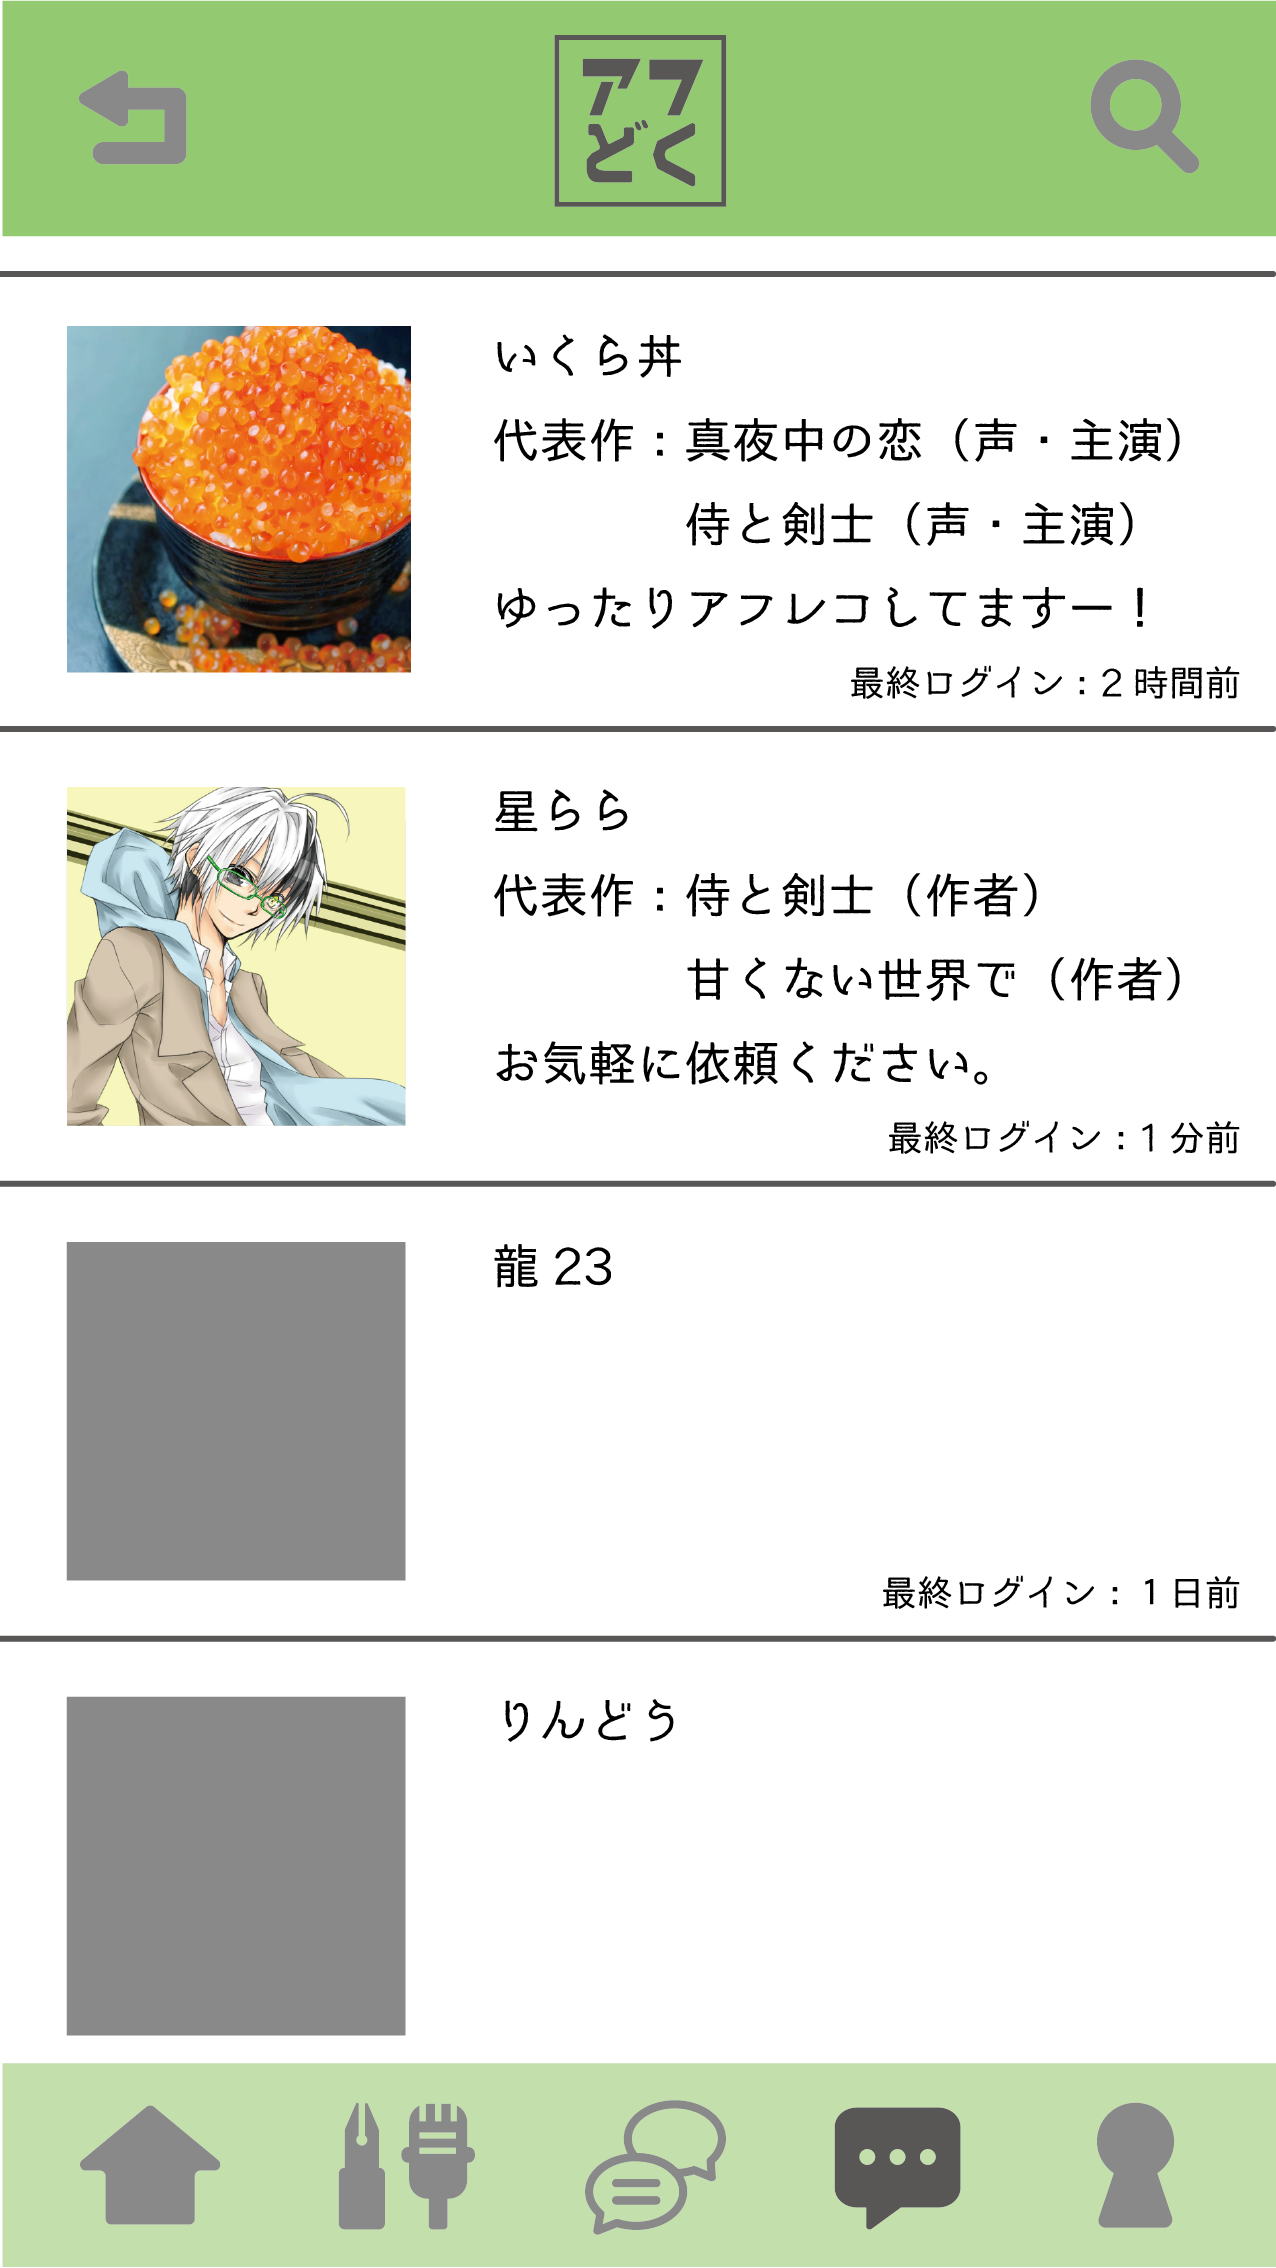 アフ
どく
いくら丼
代表作：真夜中の恋（声・主演）
侍と剣士（声・主演）
ゆったりアフレコしてますー！
最終ログイン：2 時間前
星らら
代表作：侍と剣士（作者）
甘くない世界で（作者）
お気軽に依頼ください。
最終ログイン：1 分前
龍 23
最終ログイン： 1 日前
りんどう